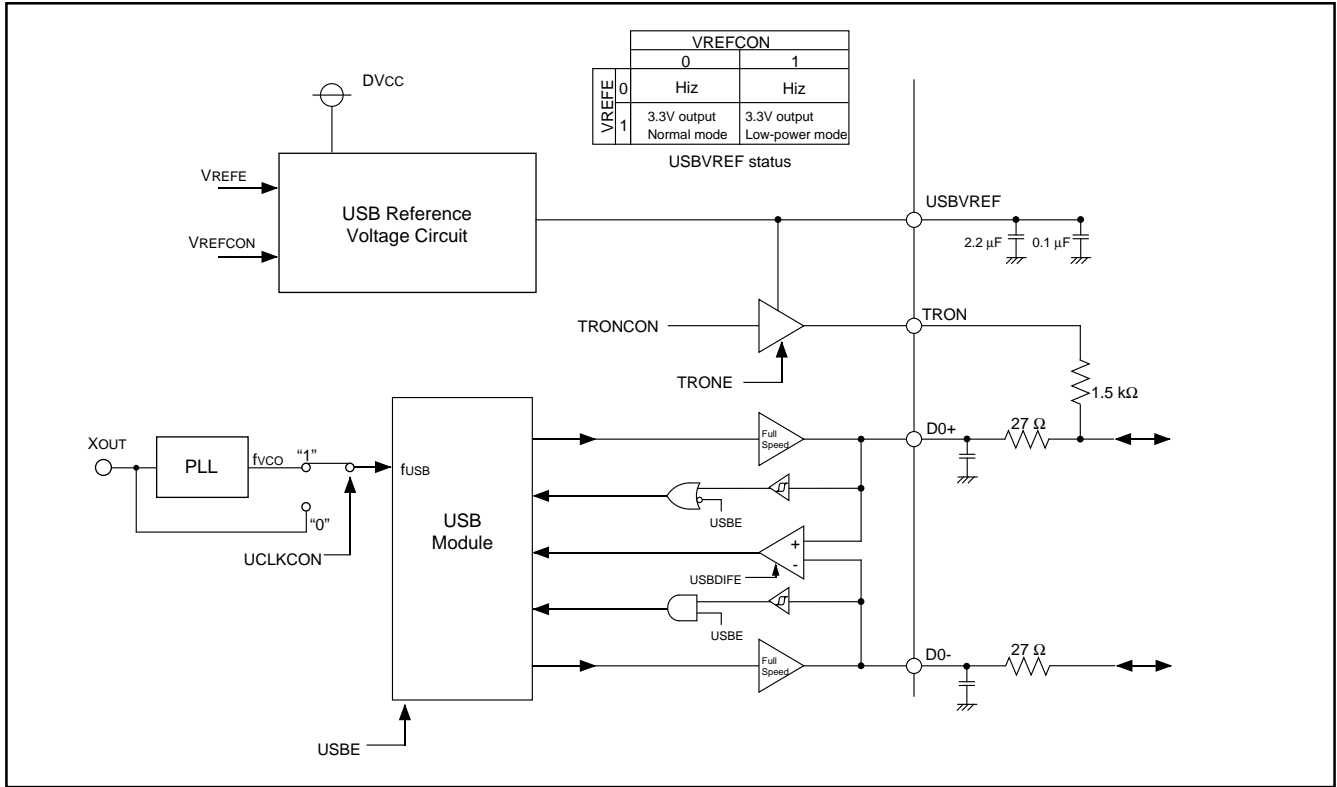 VREFCON
0 1
VREFE
0 Hiz Hiz
1 3.3V output 3.3V output
Normal mode Low-power mode
USBVREF status
DVCC
VREFE
VREFCON
USB Reference
Voltage Circuit
USBVREF
2.2 μF 0.1 μF
TRONCON
TRON
TRONE
1.5 kΩ
Full
Speed
D0+
27 Ω
XOUT
PLL
fVCO
"1"
"0"
UCLKCON
fUSB
USB
Module
USBE
+
-
USBDIFE
USBE
Full
Speed
D0-
27 Ω
USBE